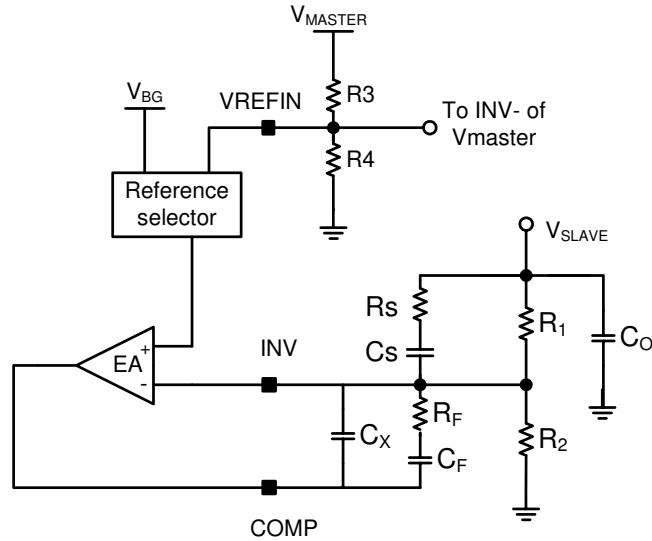 VMASTER
R3
VBG
VREFIN
To INV- of
Vmaster
R4
Reference
selector
VSLAVE
Rs
R1
CO
Cs
EA
+
-
INV
RF
CX
R2
CF
COMP